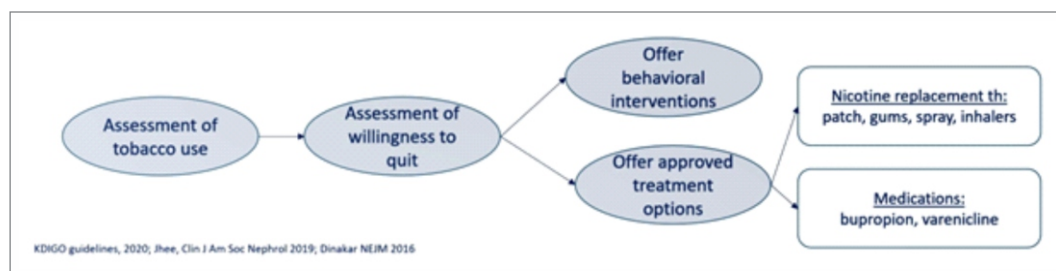 Assessment of
tobacco use
Assessment of
willingness to
quit
Offer
behavioral
interventions
Offer approved
treatment
options
Nicotine replacement th:
patch, gums, spray, inhalers
Medications:
bupropion, varenicline
KDIGO guidelines, 2020; Jhee, Clin J Am Soc Nephrol 2019; Dinakar NEJM 2016